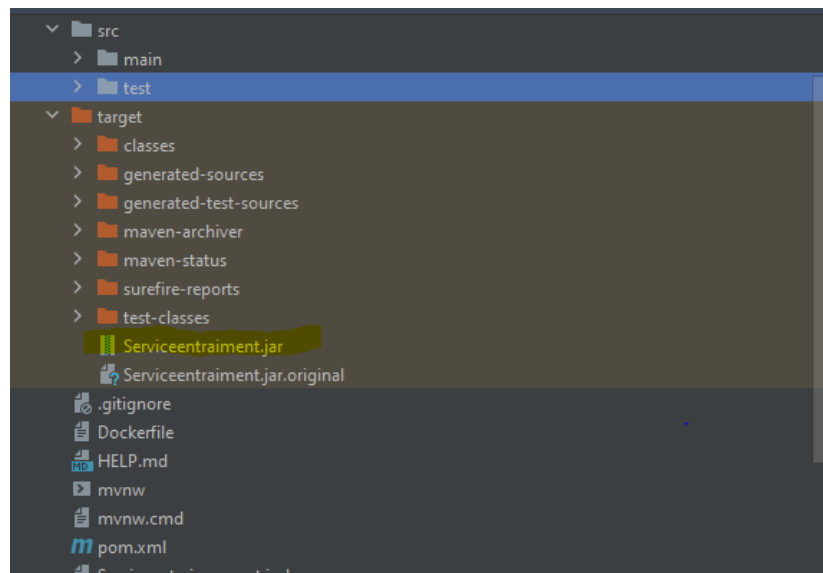 src
main
test
target
classes
generated-sources
generated-test-sources
maven-archiver
maven-status
surefire-reports
test-classes
Serviceentraiment.jar
Serviceentraiment.jar.original
.gitignore
Dockerfile
MD HELP.md
mvnw
mvnw.cmd
m pom.xml